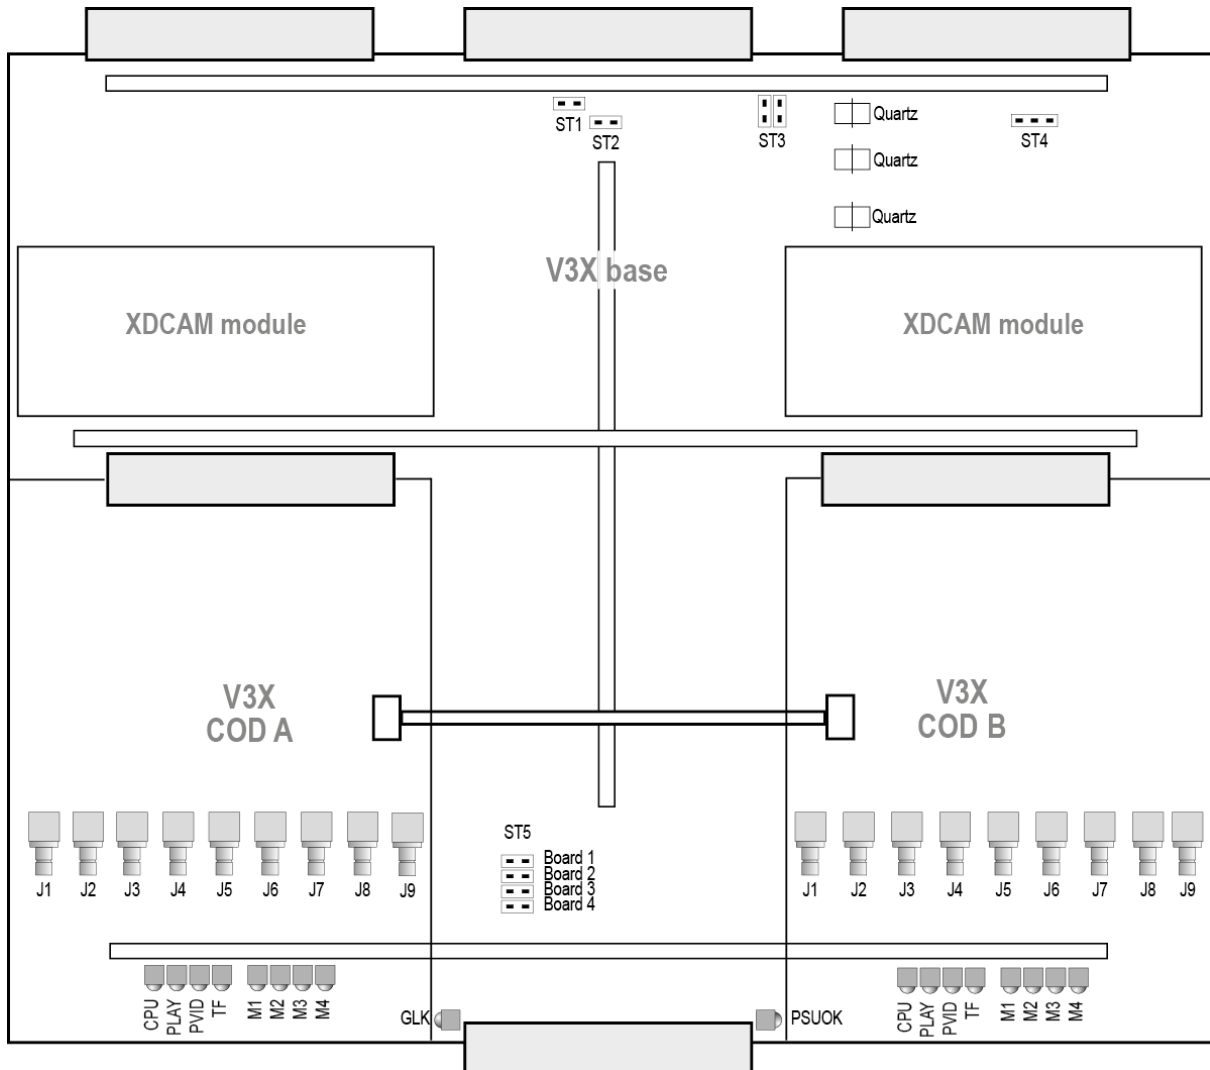 ST1
ST2
ST3
Quartz
ST4
Quartz
Quartz
V3X base
XDCAM module
XDCAM module
V3X
COD A
V3X
COD B
ST5
Board 1
Board 2
Board 3
Board 4
J1 J2 J3 J4 J5 J6 J7 J8 J9
J1 J2 J3 J4 J5 J6 J7 J8 J9
CPU PLAY PVID TF M1 M2 M3 M4
GLK
PSUOK
CPU PLAY PVID TF M1 M2 M3 M4